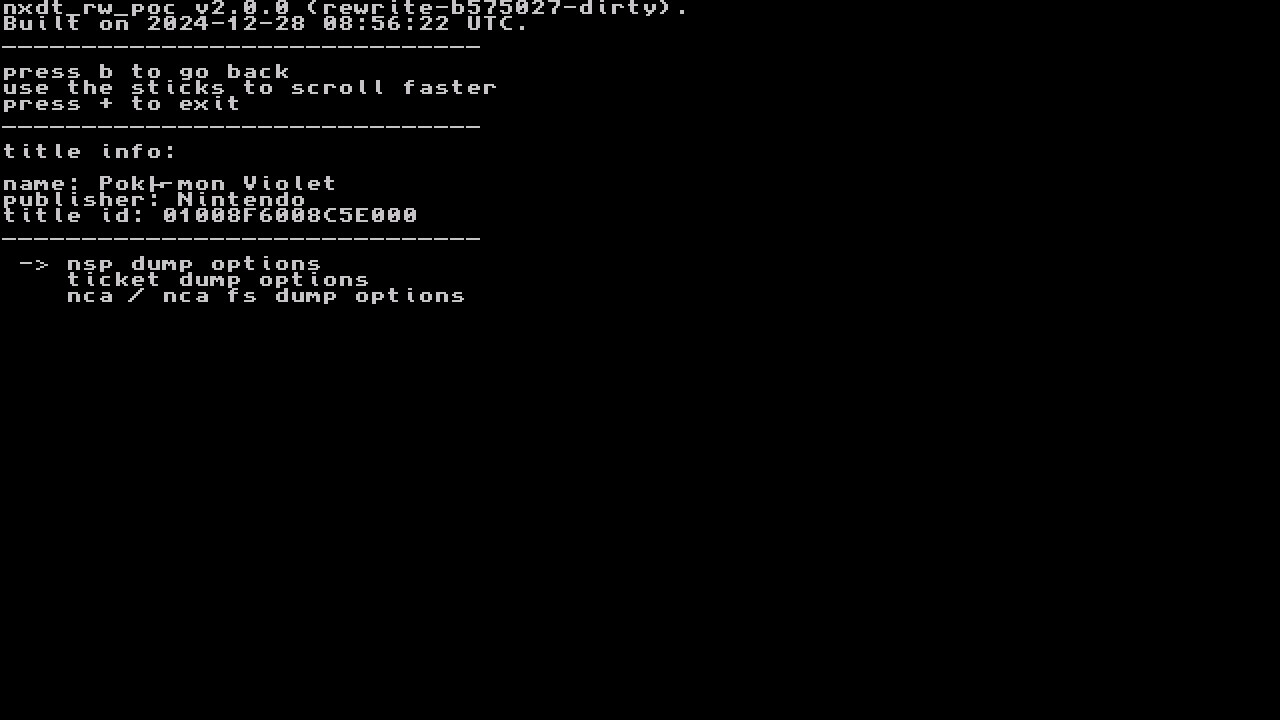 nxdt_rw_poc v2.0.0 (rewrite-b575027-dirty).
Built on 2024-12-28 08:56:22 UTC.
______________________________
press b to go back
use the sticks to scroll faster
press + to exit
______________________________
title info:
name: Pok├⌐mon Violet
publisher: Nintendo
title id: 01008F6008C5E000
______________________________
-> nsp dump options
ticket dump options
nca / nca fs dump options